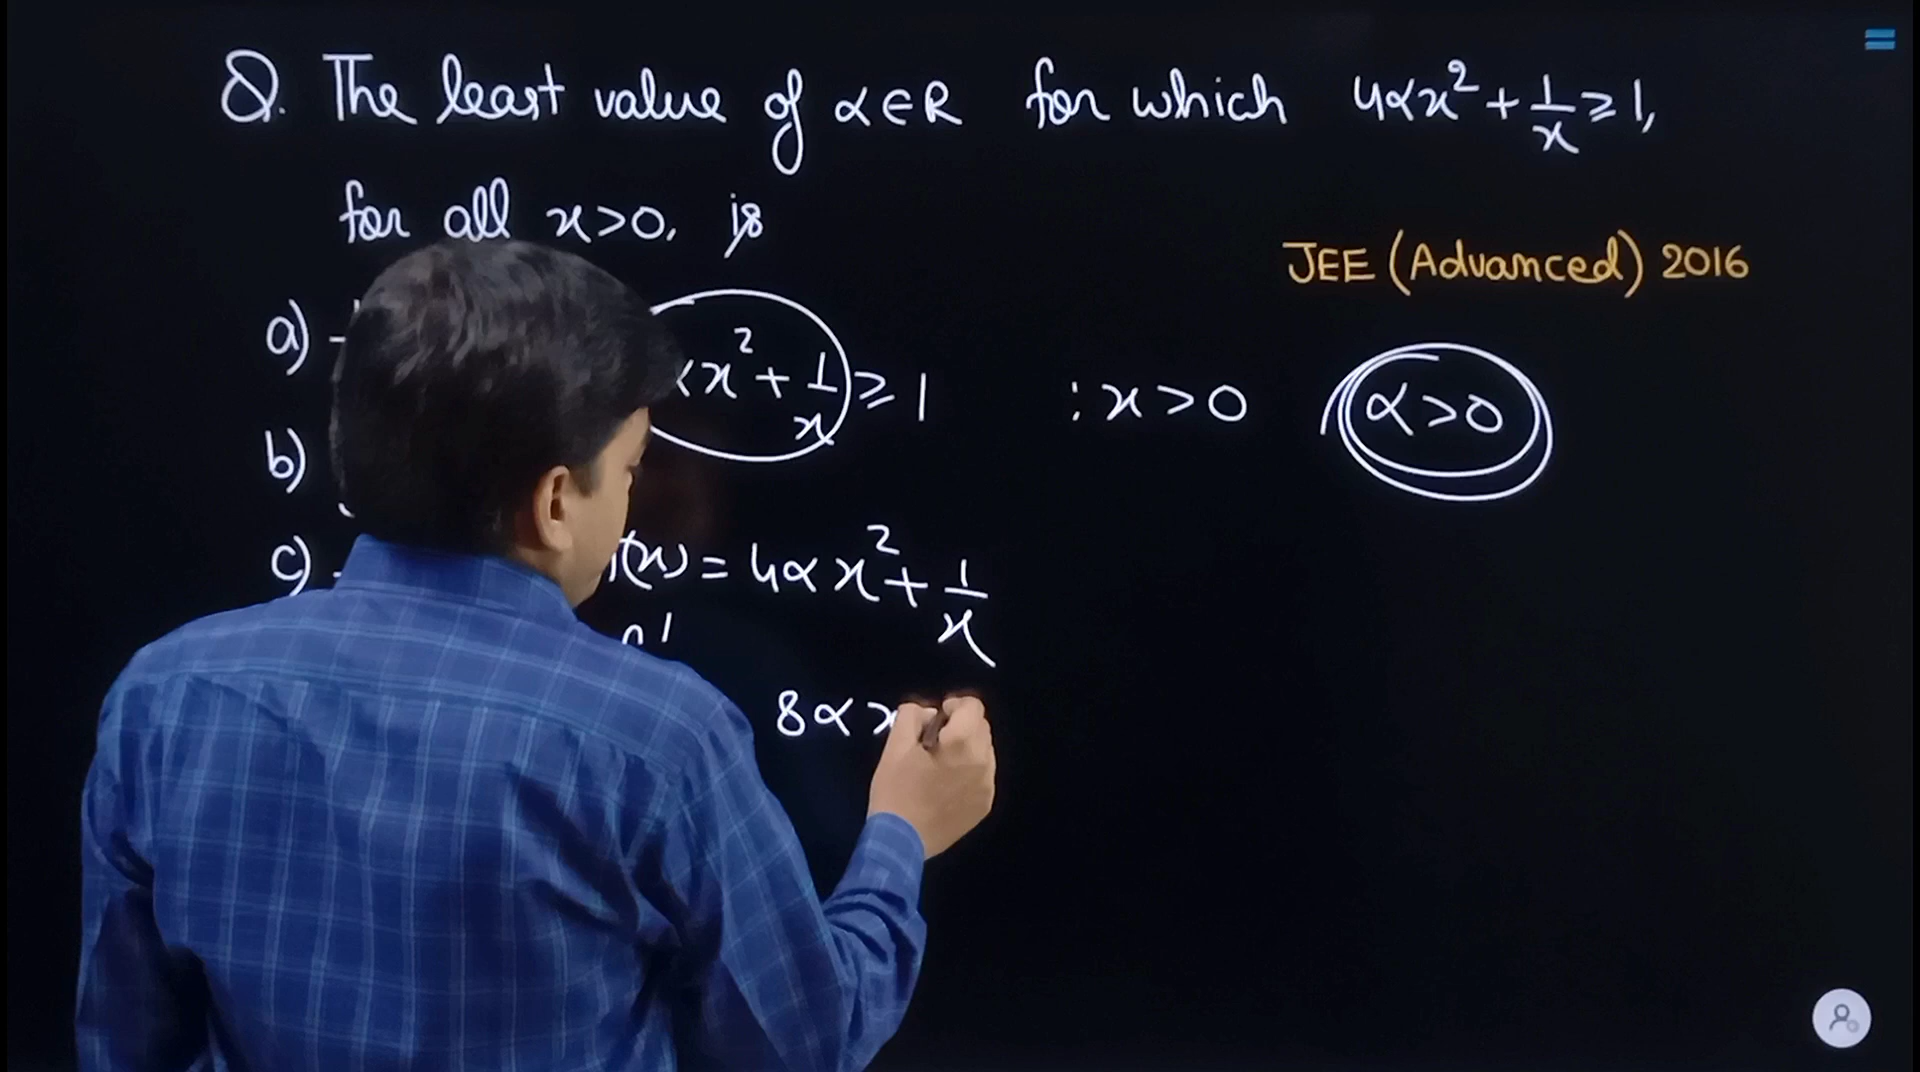 Q. The least value of α∈R for which 4αx² + 1/x ≥ 1,
for all x>0, is
JEE (Advanced) 2016
a)
x² + 1/x ≥ 1 : x>0 α>0
b)
c)
(x) = 4αx² + 1/x
8αx